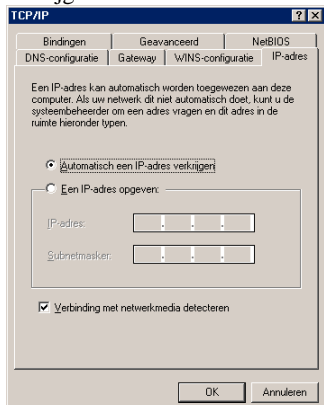 TCP/IP
Bindingen Geavanceerd NetBIOS
DNS-configuratie Gateway WINS-configuratie IP-adres
Een IP-adres kan automatisch worden toegewezen aan deze
computer. Als uw netwerk dit niet automatisch doet, kunt u de
systeembeheerder om een adres vragen en dit adres in de
ruimte hieronder typen.
Automatisch een IP-adres verkrijgen
Een IP-adres opgeven:
IP-adres:
Subnetmasker:
Verbinding met netwerkmedia detecteren
OK Annuleren